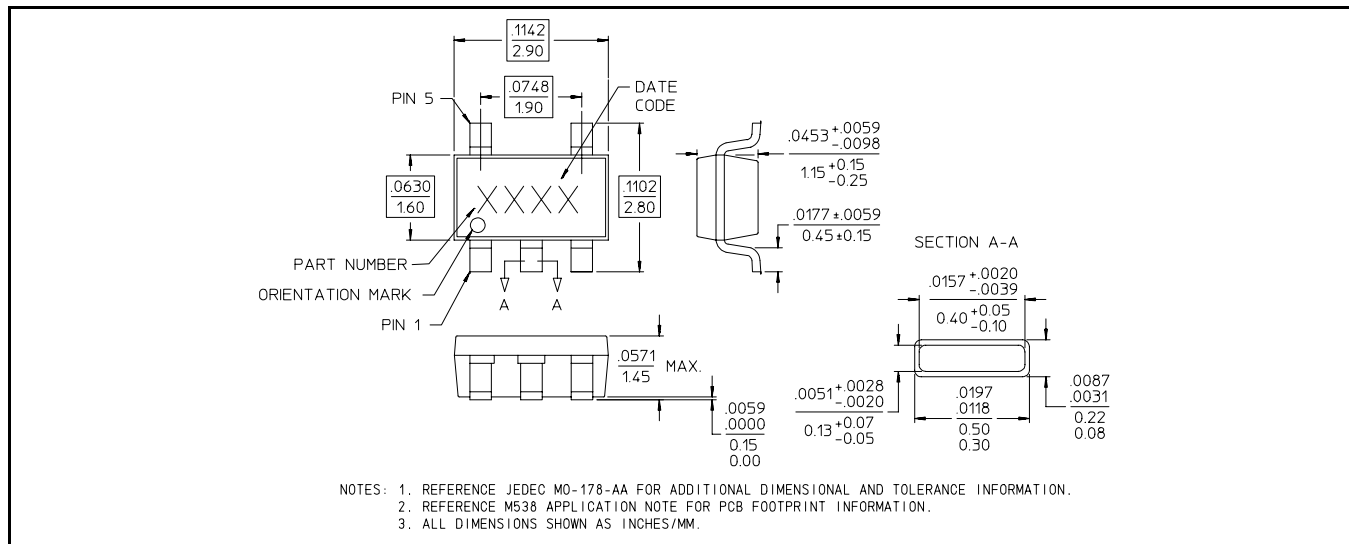 .1142
2.90
.0748
1.90
PIN 5
DATE
CODE
.0453 +.0059
-.0098
1.15 +0.15
-0.25
.0630
1.60
XXXX
.1102
2.80
.0177 ±.0059
0.45±0.15
SECTION A-A
PART NUMBER
ORIENTATION MARK
PIN 1
A A
.0157 +.0020
-.0039
0.40 +0.05
-0.10
.0571
1.45
MAX.
.0059
.0000
0.15
0.00
.0051 +.0028
-.0020
0.13 +0.07
-0.05
.0197
.0118
0.50
0.30
.0087
.0031
0.22
0.08
NOTES: 1. REFERENCE JEDEC MO-178-AA FOR ADDITIONAL DIMENSIONAL AND TOLERANCE INFORMATION.
2. REFERENCE M538 APPLICATION NOTE FOR PCB FOOTPRINT INFORMATION.
3. ALL DIMENSIONS SHOWN AS INCHES/MM.